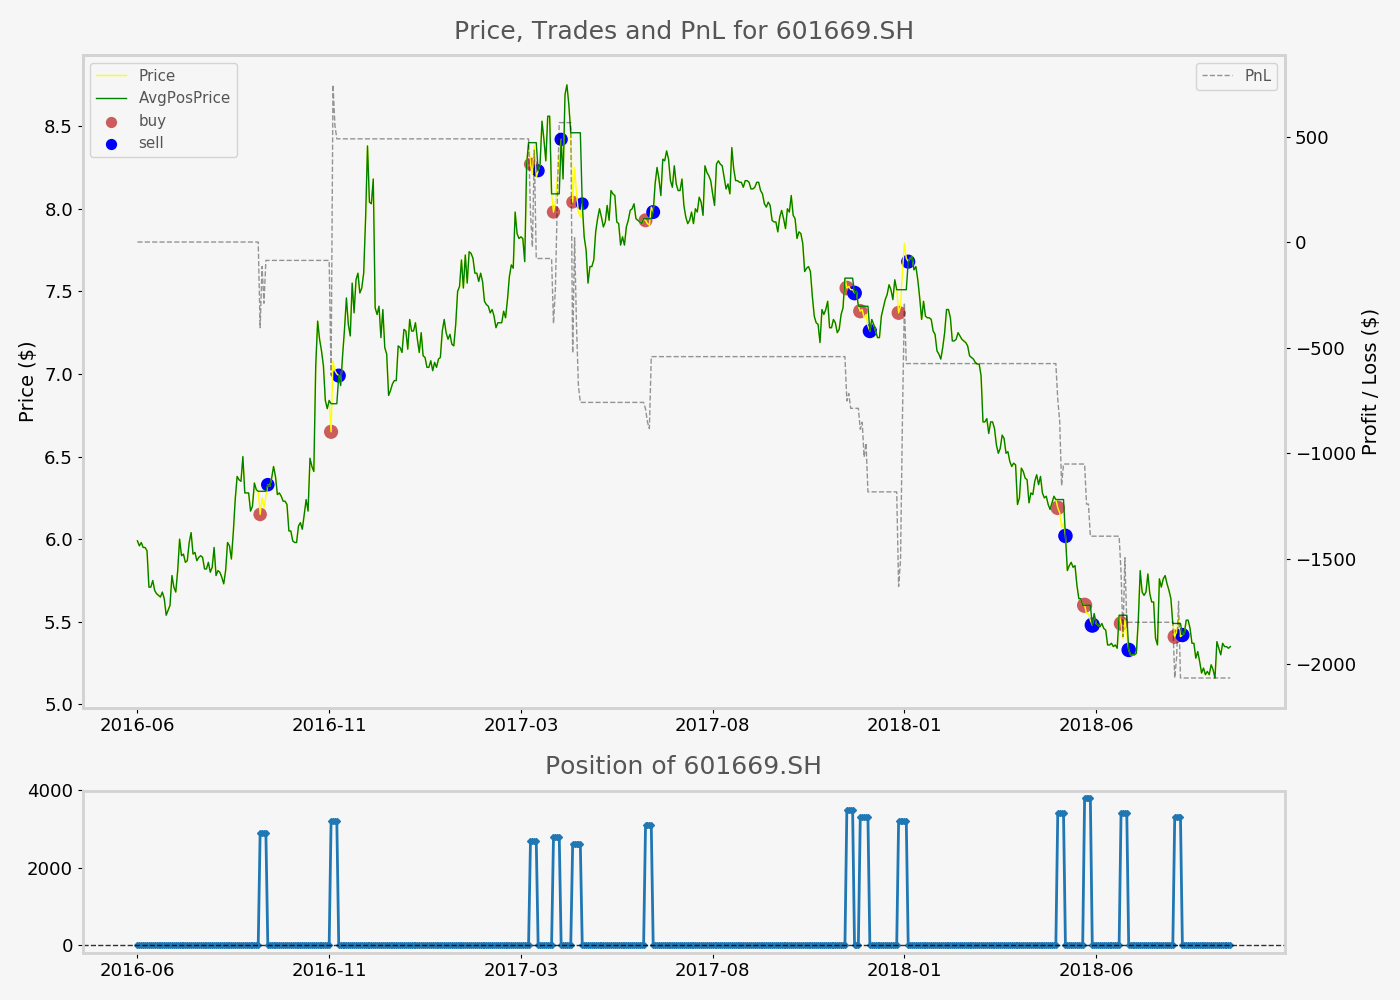 Price, Trades and PnL for 601669.SH
Price
AvgPosPrice
buy
sell
PnL
8.5
8.0
7.5
7.0
6.5
6.0
5.5
5.0
Price ($)
500
0
−500
−1000
−1500
−2000
Profit / Loss ($)
2016-06 2016-11 2017-03 2017-08 2018-01 2018-06
Position of 601669.SH
4000
2000
0
2016-06 2016-11 2017-03 2017-08 2018-01 2018-06